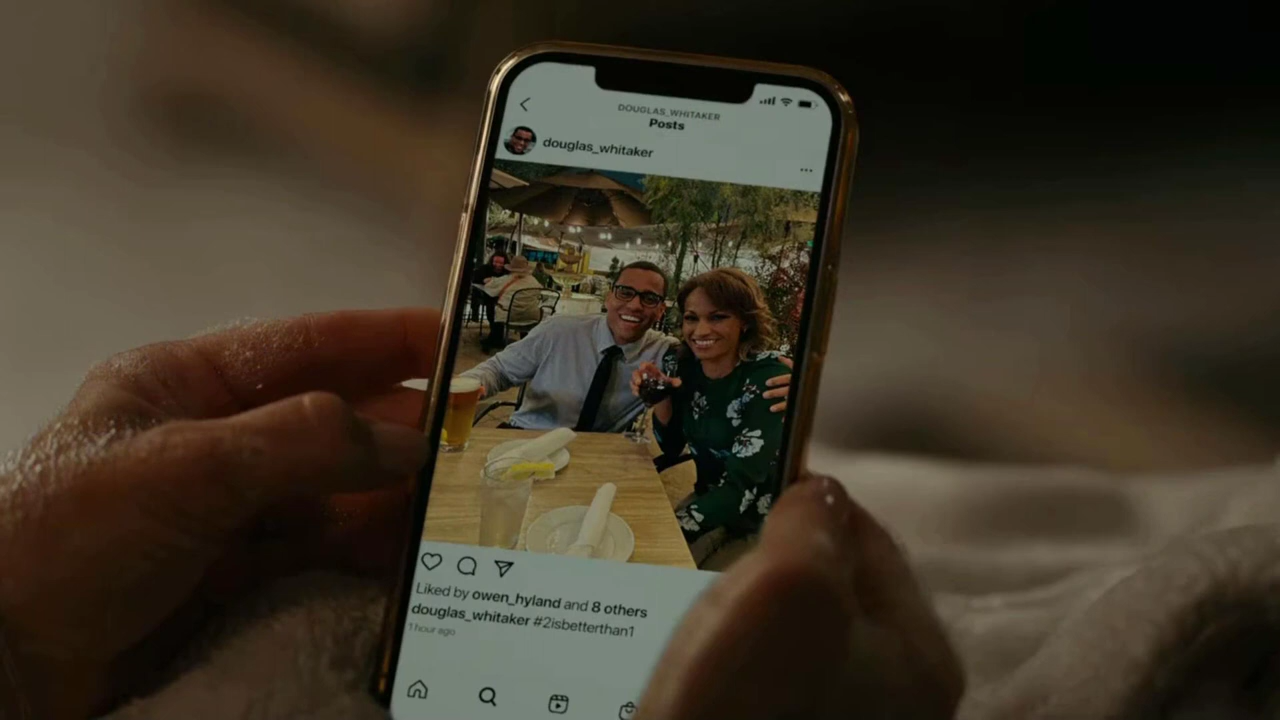 DOUGLAS_WHITAKER
Posts
douglas_whitaker
Liked by owen_hyland and 8 others
douglas_whitaker #2isbetterthan1
1 hour ago